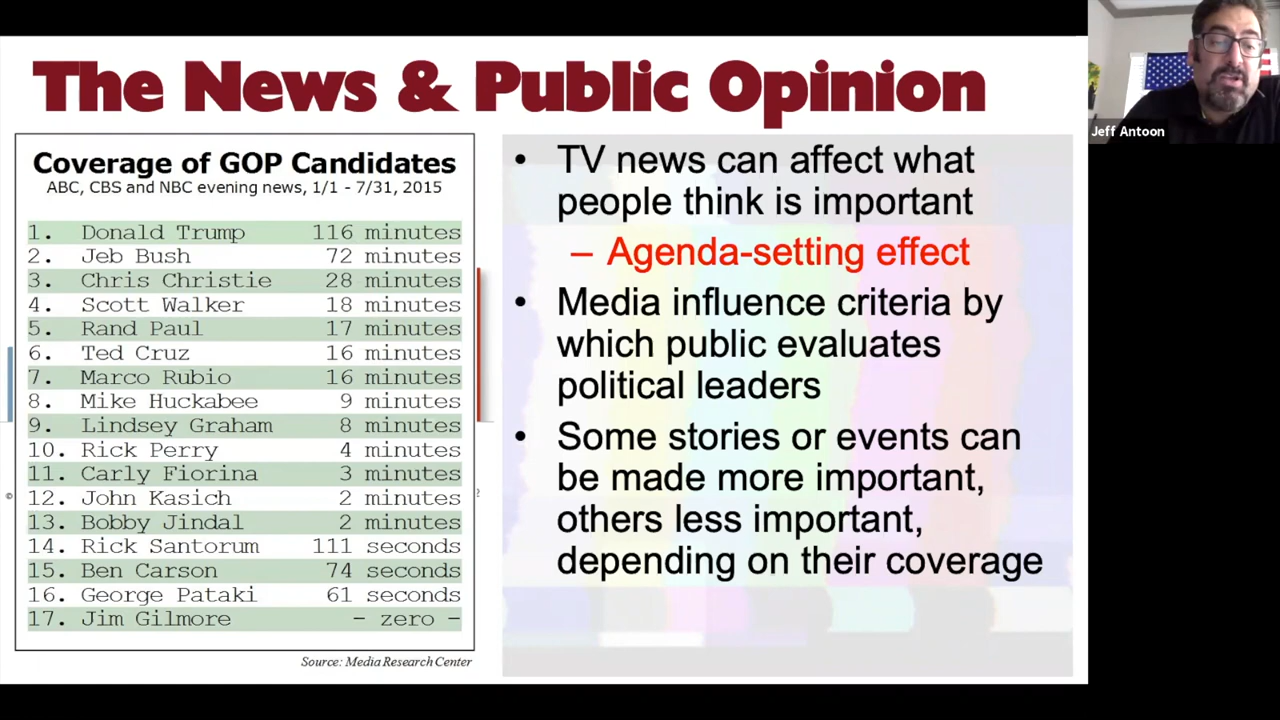 The News & Public Opinion
Jeff Antoon
Coverage of GOP Candidates
ABC, CBS and NBC evening news, 1/1 - 7/31, 2015
1. Donald Trump 116 minutes
2. Jeb Bush 72 minutes
3. Chris Christie 28 minutes
4. Scott Walker 18 minutes
5. Rand Paul 17 minutes
6. Ted Cruz 16 minutes
7. Marco Rubio 16 minutes
8. Mike Huckabee 9 minutes
9. Lindsey Graham 8 minutes
10. Rick Perry 4 minutes
11. Carly Fiorina 3 minutes
12. John Kasich 2 minutes
13. Bobby Jindal 2 minutes
14. Rick Santorum 111 seconds
15. Ben Carson 74 seconds
16. George Pataki 61 seconds
17. Jim Gilmore - zero -
Source: Media Research Center
• TV news can affect what
people think is important
– Agenda-setting effect
• Media influence criteria by
which public evaluates
political leaders
• Some stories or events can
be made more important,
others less important,
depending on their coverage